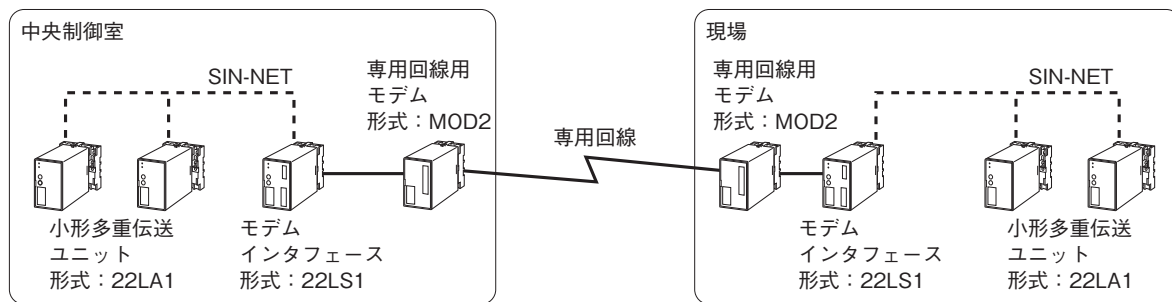 中央制御室
SIN-NET
専用回線用
モデム
形式：MOD2
小形多重伝送
ユニット
形式：22LA1
モデム
インタフェース
形式：22LS1
専用回線
現場
専用回線用
モデム
形式：MOD2
SIN-NET
モデム
インタフェース
形式：22LS1
小形多重伝送
ユニット
形式：22LA1